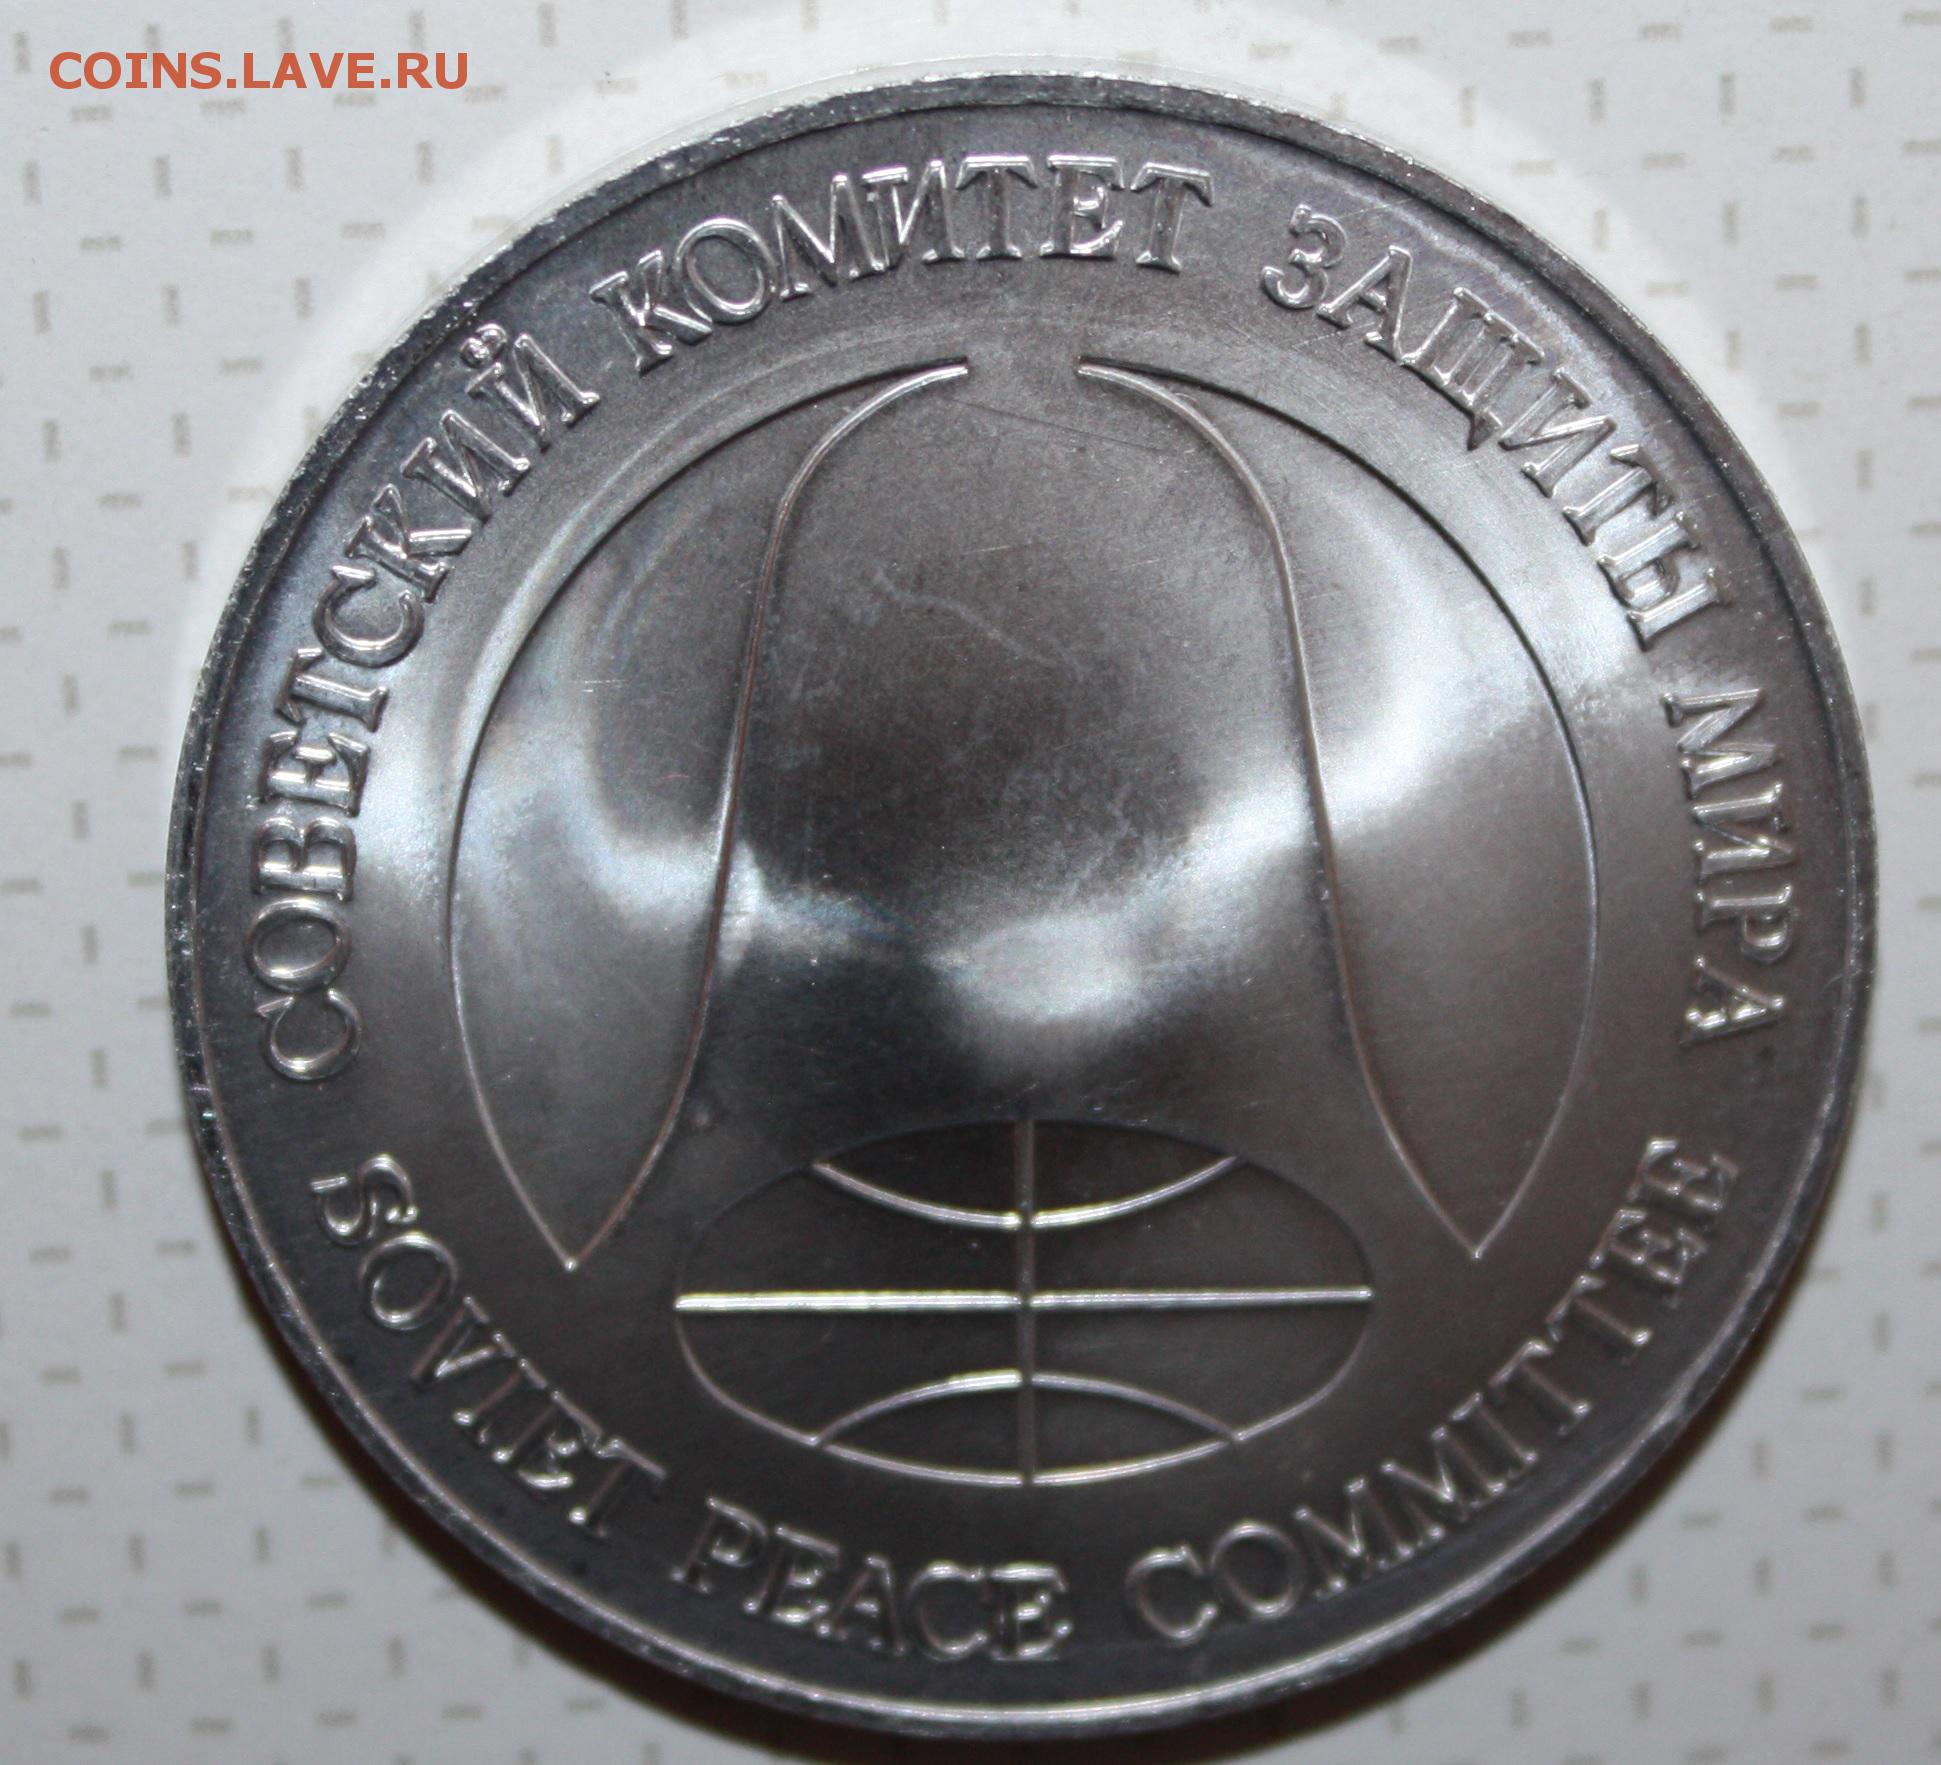 COINS.LAVE.RU
СОВЕТСКИЙ КОМИТЕТ ЗАЩИТЫ МИРА
SOVIET PEACE COMMITTEE